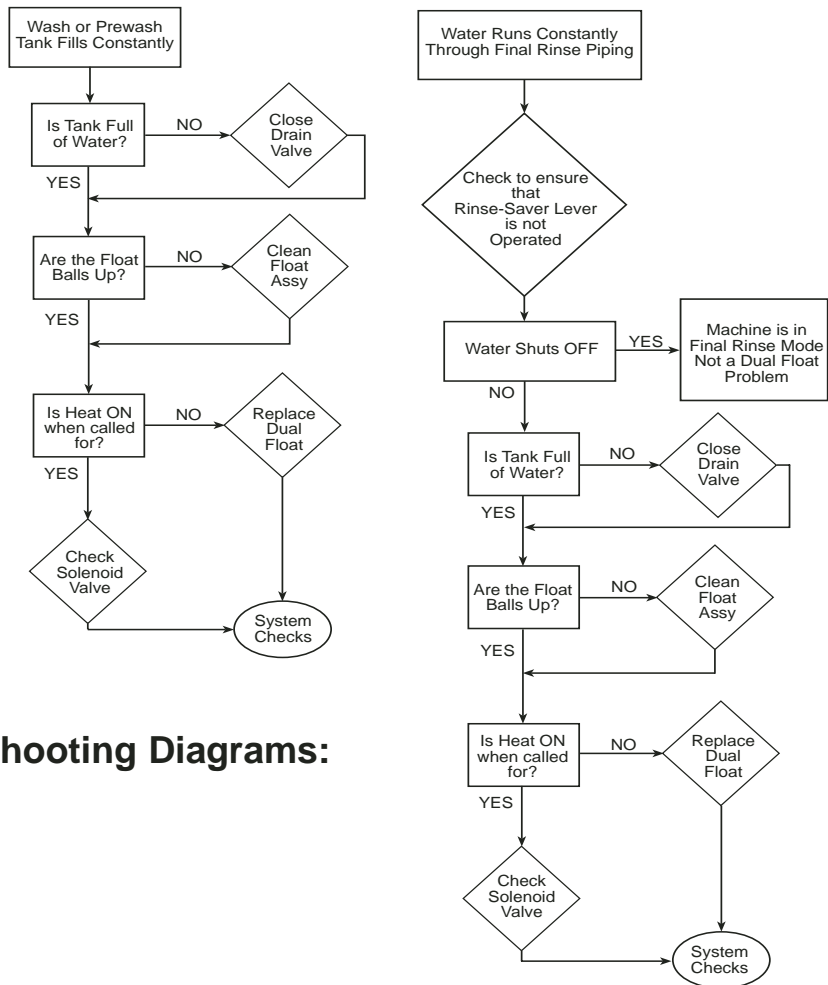 Wash or Prewash
Tank Fills Constantly
Is Tank Full
of Water?
NO
Close
Drain
Valve
YES
Are the Float
Balls Up?
NO
Clean
Float
Assy
YES
Is Heat ON
when called
for?
NO
Replace
Dual
Float
YES
Check
Solenoid
Valve
System
Checks
hooting Diagrams:
Water Runs Constantly
Through Final Rinse Piping
Check to ensure
that
Rinse-Saver Lever
is not
Operated
Water Shuts OFF
YES
Machine is in
Final Rinse Mode
Not a Dual Float
Problem
NO
Is Tank Full
of Water?
NO
Close
Drain
Valve
YES
Are the Float
Balls Up?
NO
Clean
Float
Assy
YES
Is Heat ON
when called
for?
NO
Replace
Dual
Float
YES
Check
Solenoid
Valve
System
Checks